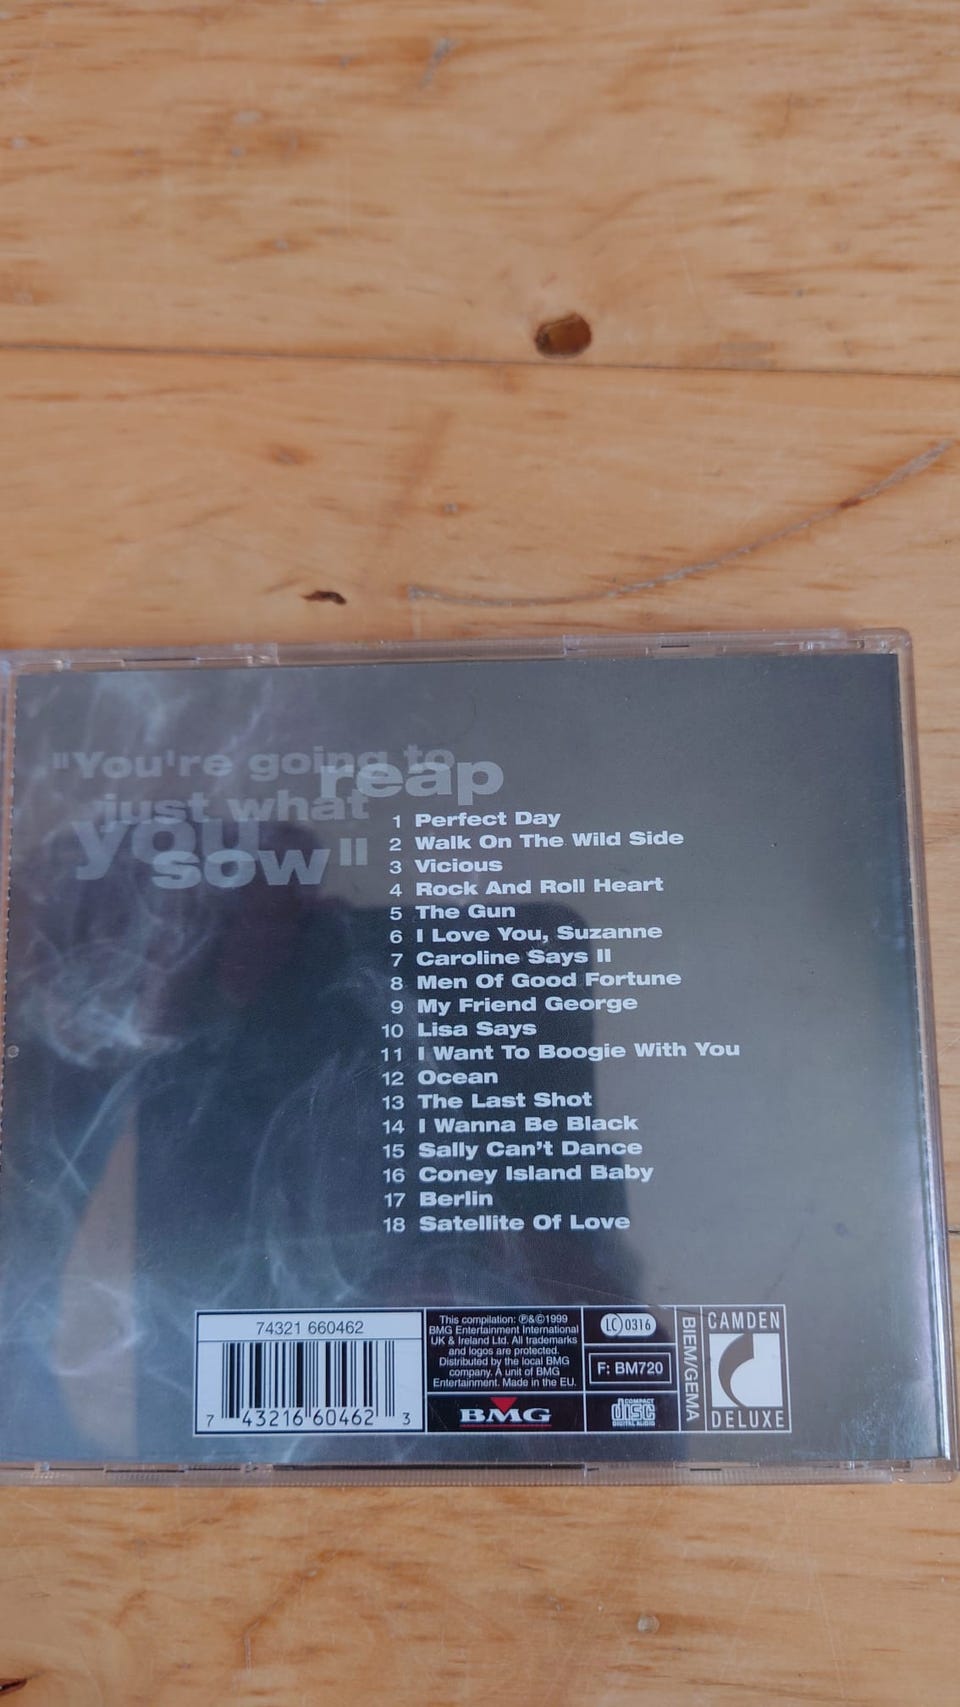 "You're going to
reap
just what
you
sow"
1 Perfect Day
2 Walk On The Wild Side
3 Vicious
4 Rock And Roll Heart
5 The Gun
6 I Love You, Suzanne
7 Caroline Says II
8 Men Of Good Fortune
9 My Friend George
10 Lisa Says
11 I Want To Boogie With You
12 Ocean
13 The Last Shot
14 I Wanna Be Black
15 Sally Can't Dance
16 Coney Island Baby
17 Berlin
18 Satellite Of Love
74321 660462
7 43216 60462 3
This compilation: ℗&©1999
BMG Entertainment International
UK & Ireland Ltd. All trademarks
and logos are protected.
Distributed by the local BMG
company. A unit of BMG
Entertainment. Made in the EU.
BMG
LC 0316
F: BM720
COMPACT
disc
DIGITAL AUDIO
BIEM/GEMA
CAMDEN
DELUXE